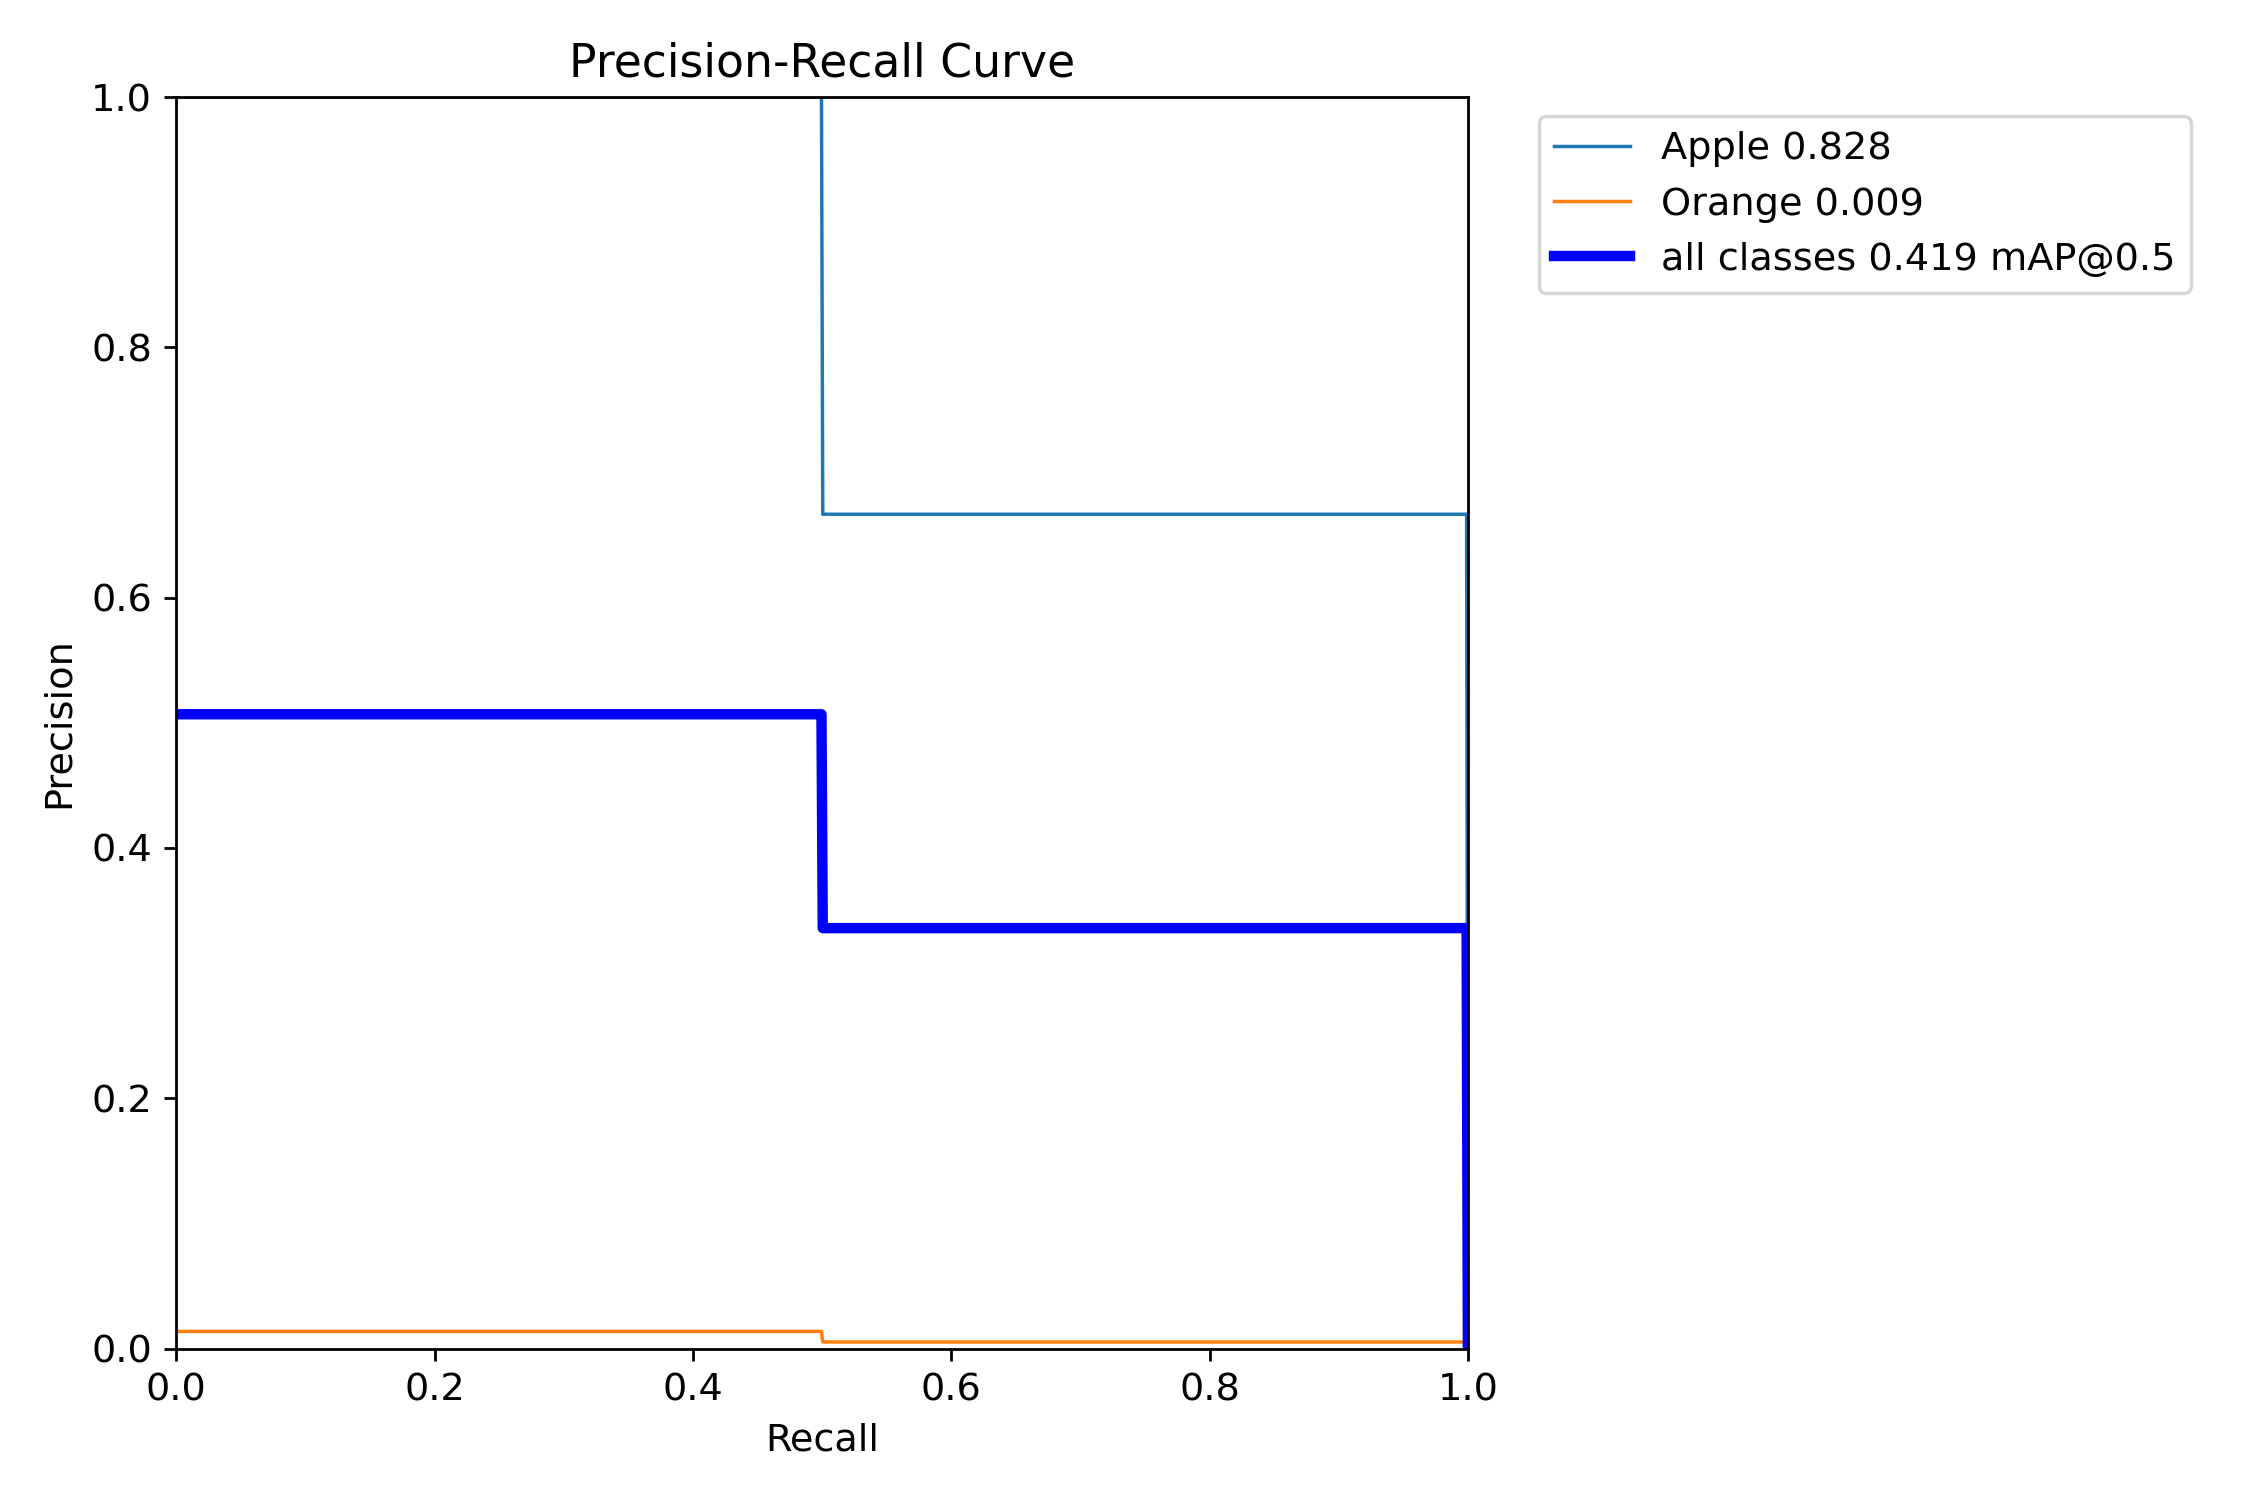 Precision-Recall Curve
1.0
0.8
0.6
0.4
0.2
0.0
Precision
0.0 0.2 0.4 0.6 0.8 1.0
Recall
Apple 0.828
Orange 0.009
all classes 0.419 mAP@0.5